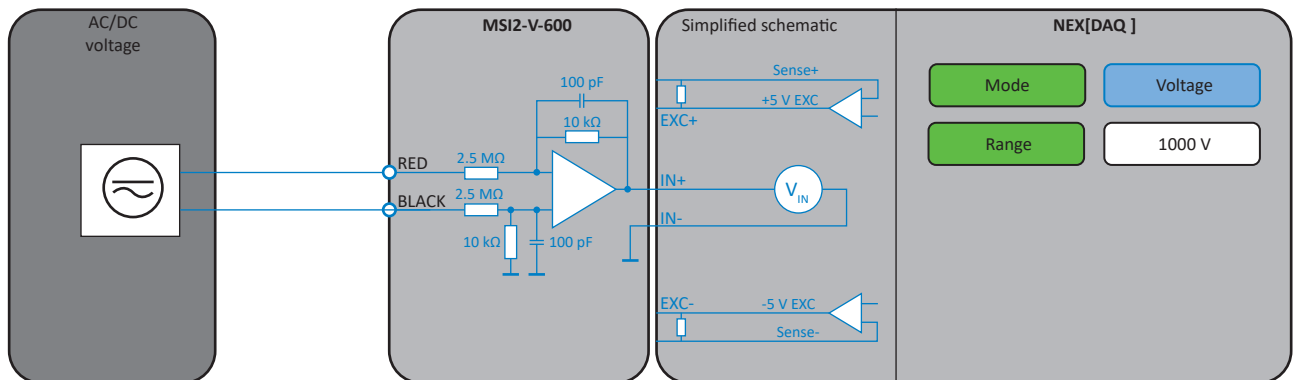 AC/DC
voltage
MSI2-V-600
Simplified schematic
NEX[DAQ ]
100 pF
10 kΩ
RED
2.5 MΩ
BLACK
2.5 MΩ
10 kΩ
100 pF
Sense+
+5 V EXC
EXC+
IN+
VIN
IN-
EXC-
-5 V EXC
Sense-
Mode
Voltage
Range
1000 V